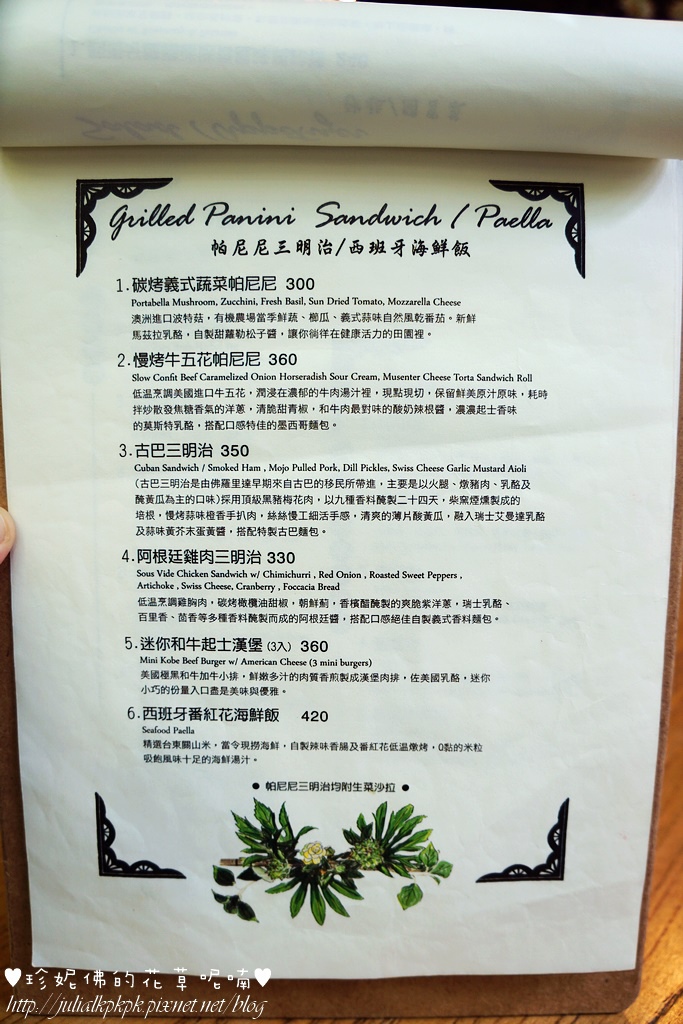 Grilled Panini Sandwich / Paella
帕尼尼三明治/西班牙海鮮飯
1.碳烤義式蔬菜帕尼尼 300
Portabella Mushroom, Zucchini, Fresh Basil, Sun Dried Tomato, Mozzarella Cheese
澳洲進口波特菇，有機農場當季鮮蔬、櫛瓜、義式蒜味自然風乾番茄。新鮮
馬茲拉乳酪，自製甜蘿勒松子醬，讓你徜徉在健康活力的田園裡。
2.慢烤牛五花帕尼尼 360
Slow Confit Beef Caramelized Onion Horseradish Sour Cream, Musenter Cheese Torta Sandwich Roll
低溫烹調美國進口牛五花，潤浸在濃郁的牛肉湯汁裡，現點現切，保留鮮美原汁原味，耗時
拌炒散發焦糖香氣的洋蔥，清脆甜青椒，和牛肉最對味的酸奶辣根醬，濃濃起士香味
的莫斯特乳酪，搭配口感特佳的墨西哥麵包。
3.古巴三明治 350
Cuban Sandwich / Smoked Ham , Mojo Pulled Pork, Dill Pickles, Swiss Cheese Garlic Mustard Aioli
(古巴三明治是由佛羅里達早期來自古巴的移民所帶進，主要是以火腿、燉豬肉、乳酪及
醃黃瓜為主的口味)採用頂級黑豬梅花肉，以九種香料醃製二十四天，柴窯煙燻製成的
培根，慢烤蒜味橙香手扒肉，絲絲慢工細活手感，清爽的薄片酸黃瓜，融入瑞士艾曼達乳酪
及蒜味黃芥末蛋黃醬，搭配特製古巴麵包。
4.阿根廷雞肉三明治 330
Sous Vide Chicken Sandwich w/ Chimichurri , Red Onion , Roasted Sweet Peppers ,
Artichoke , Swiss Cheese, Cranberry , Foccacia Bread
低溫烹調雞胸肉，碳烤橄欖油甜椒，朝鮮薊，香檳醋醃製的爽脆紫洋蔥，瑞士乳酪、
百里香、茴香等多種香料醃製而成的阿根廷醬，搭配口感絕佳自製義式香料麵包。
5.迷你和牛起士漢堡 (3入) 360
Mini Kobe Beef Burger w/ American Cheese (3 mini burgers)
美國極黑和牛加牛小排，鮮嫩多汁的肉質香煎製成漢堡肉排，佐美國乳酪，迷你
小巧的份量入口盡是美味與優雅。
6.西班牙番紅花海鮮飯 420
Seafood Paella
精選台東關山米，當令現撈海鮮，自製辣味香腸及番紅花低溫燉烤，Q黏的米粒
吸飽風味十足的海鮮湯汁。
● 帕尼尼三明治均附生菜沙拉 ●
♥珍妮佛的花草呢喃♥
http://julialkpkpk.pixnet.net/blog